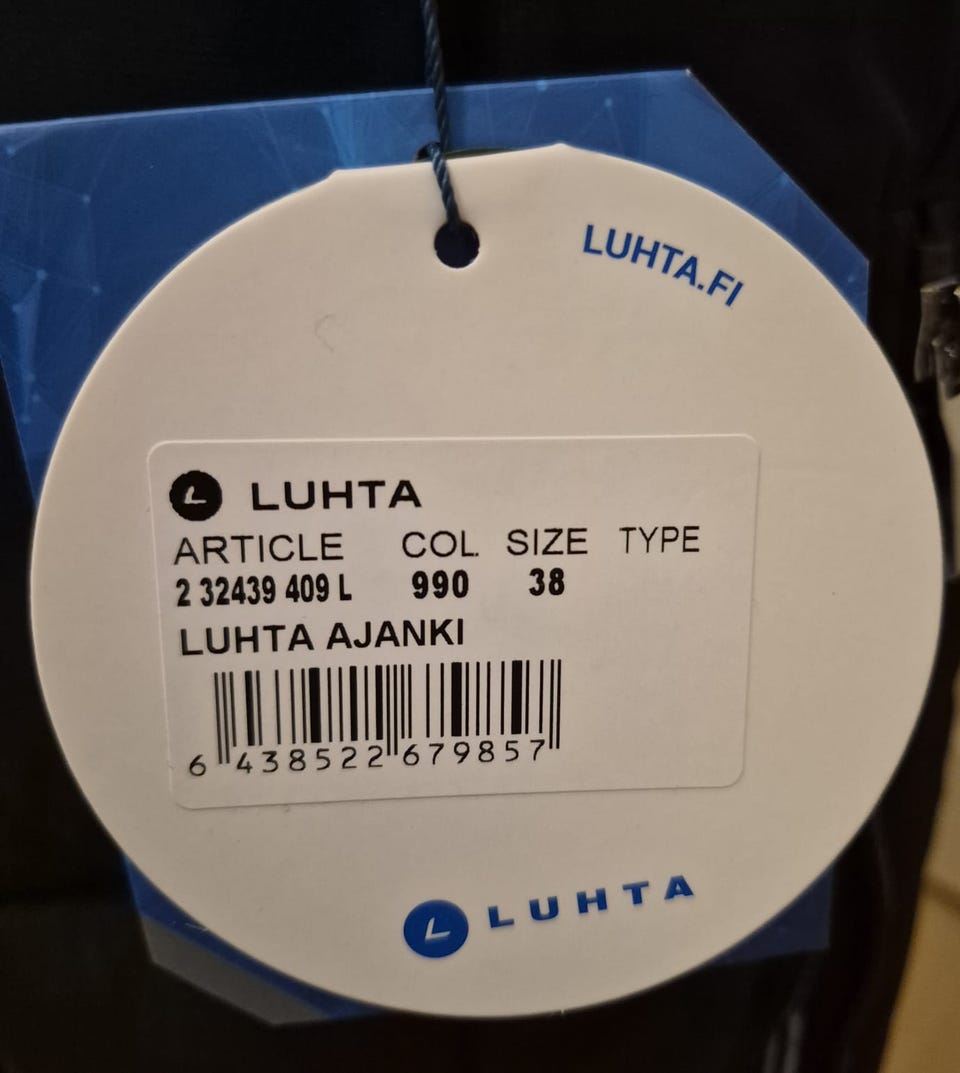 LUHTA.FI
L LUHTA
ARTICLE COL. SIZE TYPE
2 32439 409 L 990 38
LUHTA AJANKI
6 438522 679857
L LUHTA